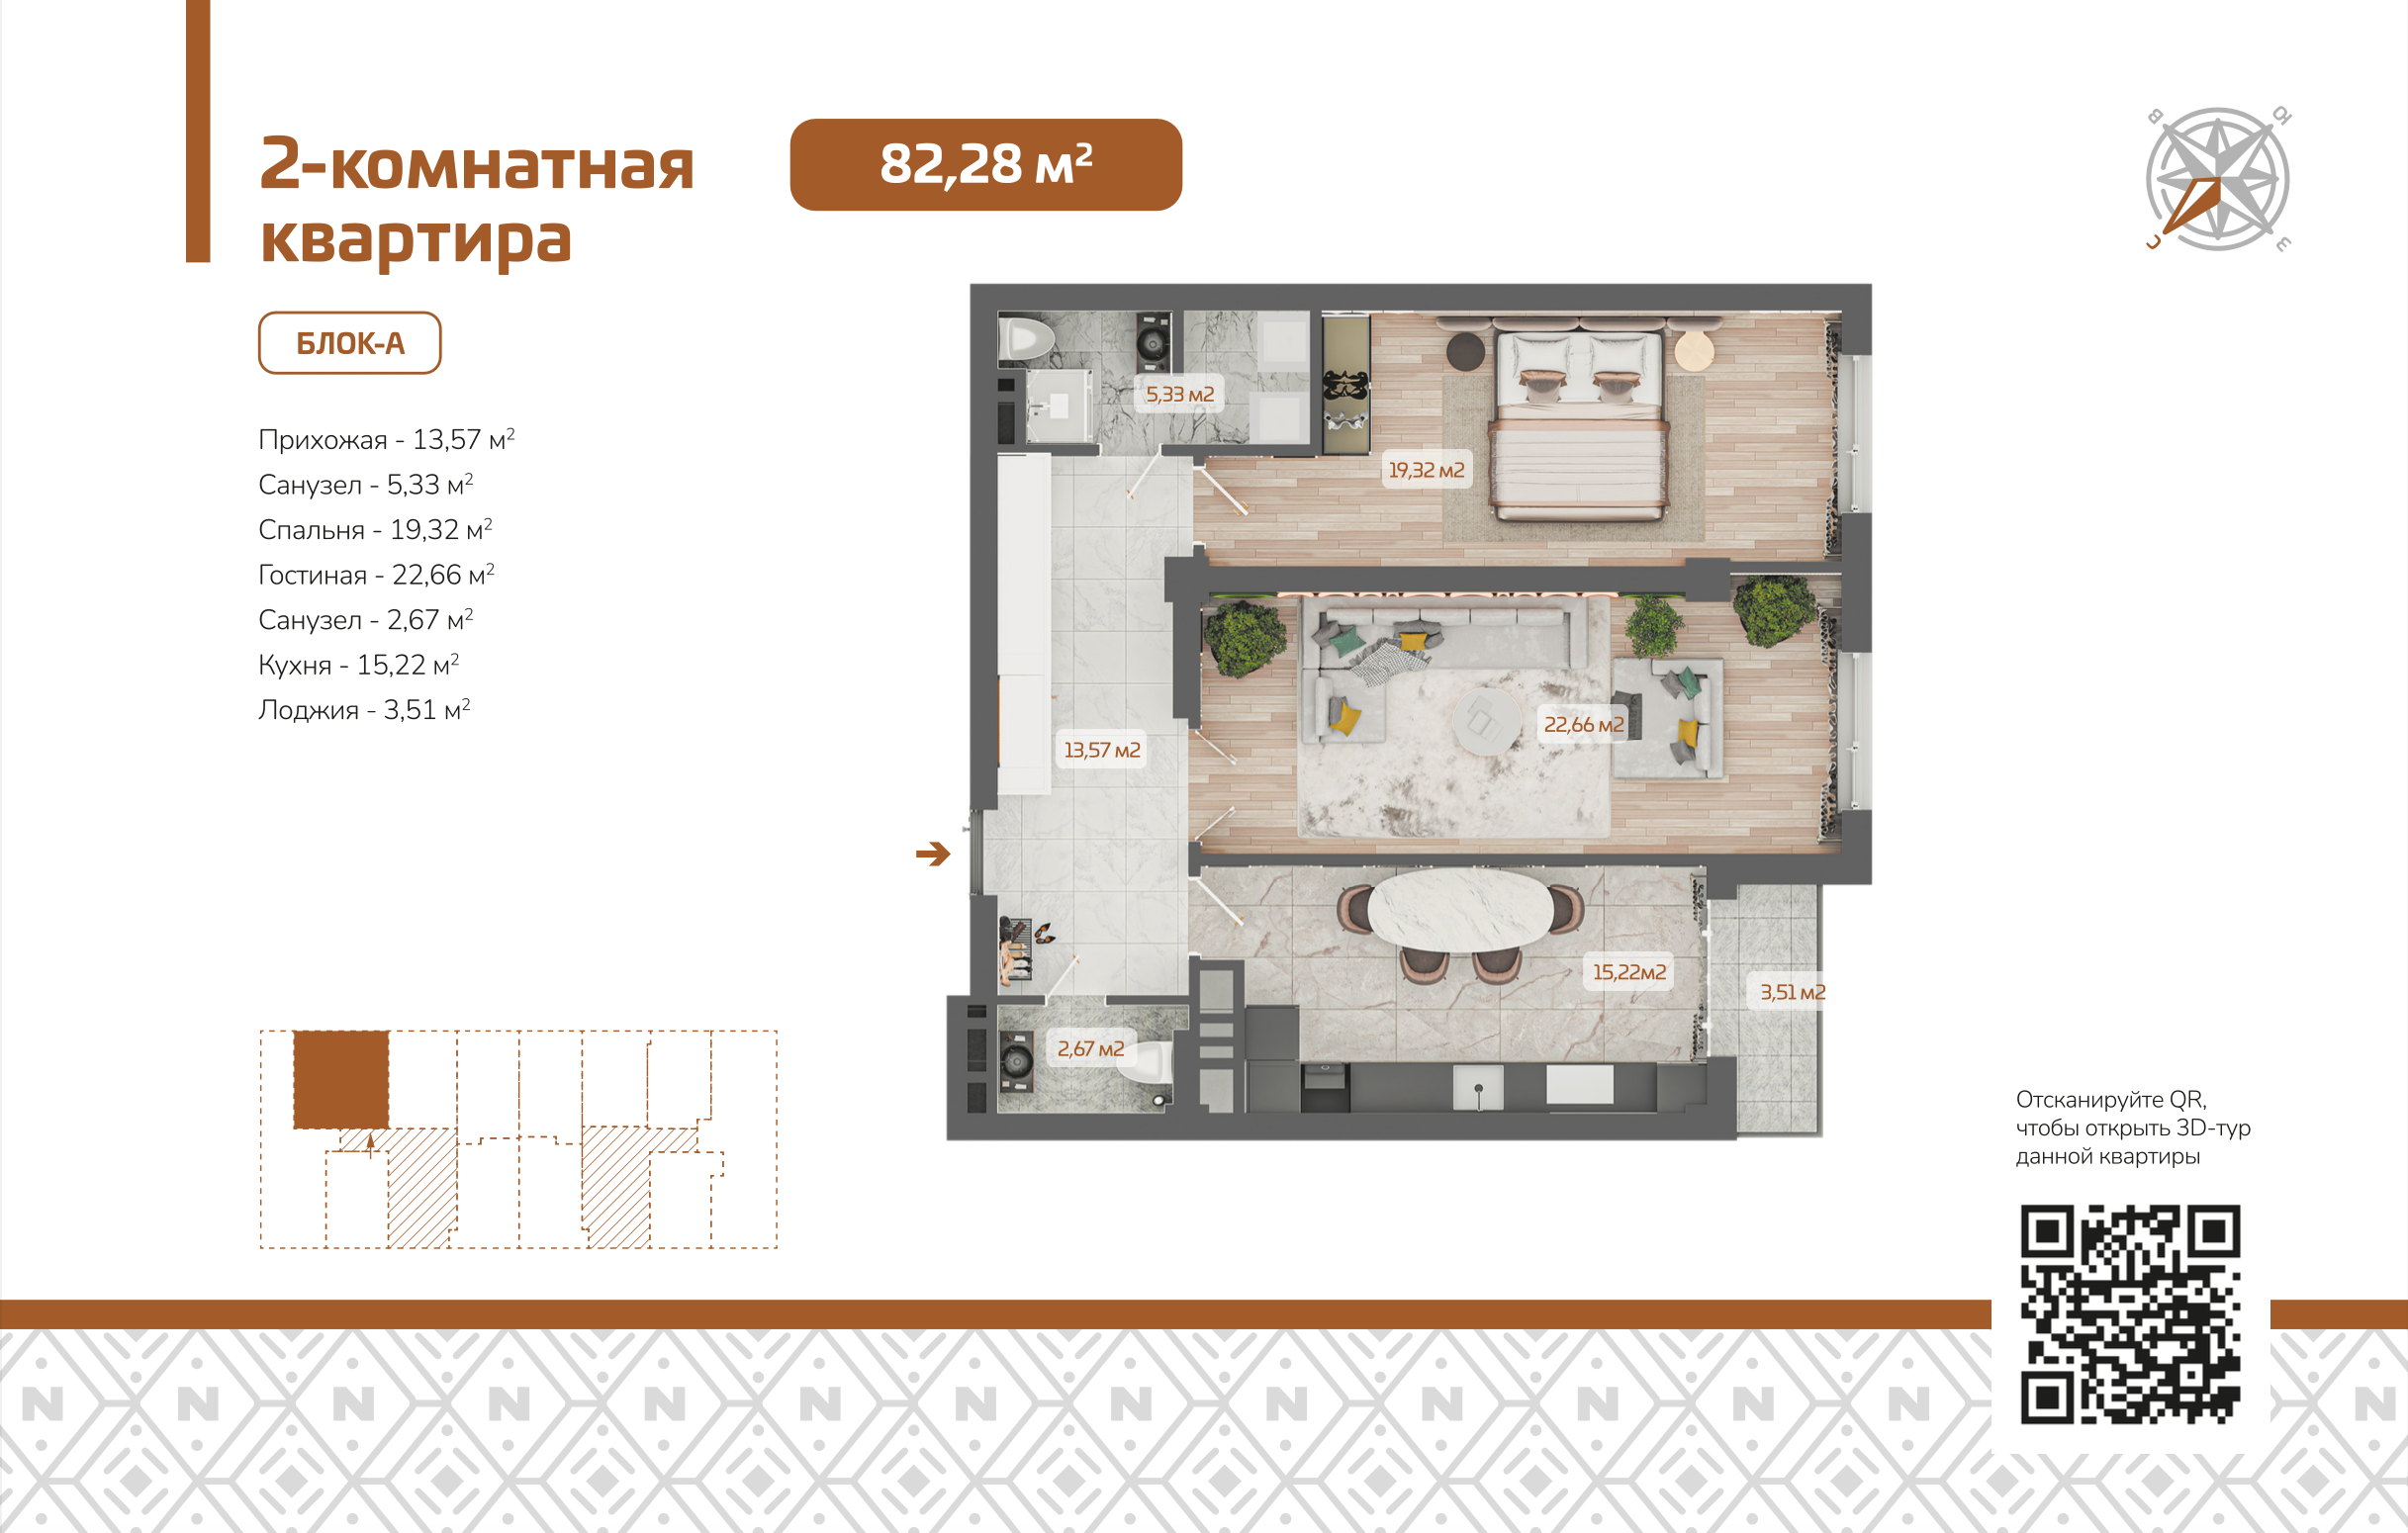 2-комнатная
квартира
82,28 м²
БЛОК-А
Прихожая - 13,57 м²
Санузел - 5,33 м²
Спальня - 19,32 м²
Гостиная - 22,66 м²
Санузел - 2,67 м²
Кухня - 15,22 м²
Лоджия - 3,51 м²
В
Ю
С
З
5,33 м2
19,32 м2
22,66 м2
13,57 м2
15,22м2
3,51 м2
2,67 м2
Отсканируйте QR,
чтобы открыть 3D-тур
данной квартиры
N N N N N N N N N N N N N N